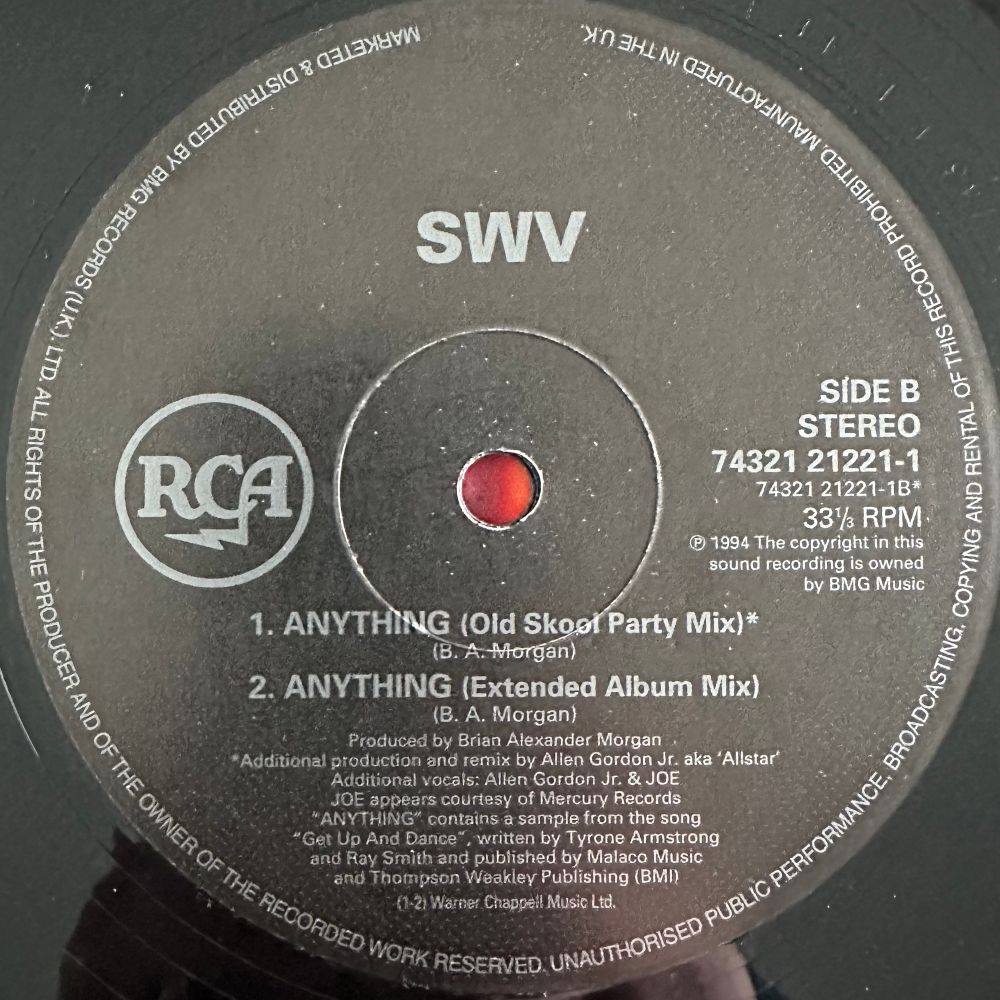 SWV
RCA
SIDE B
STEREO
74321 21221-1
74321 21221-1B*
33⅓ RPM
℗ 1994 The copyright in this
sound recording is owned
by BMG Music
1. ANYTHING (Old Skool Party Mix)*
(B. A. Morgan)
2. ANYTHING (Extended Album Mix)
(B. A. Morgan)
Produced by Brian Alexander Morgan
*Additional production and remix by Allen Gordon Jr. aka 'Allstar'
Additional vocals: Allen Gordon Jr. & JOE
JOE appears courtesy of Mercury Records
"ANYTHING" contains a sample from the song
"Get Up And Dance", written by Tyrone Armstrong
and Ray Smith and published by Malaco Music
and Thompson Weakley Publishing (BMI)
(1-2) Warner Chappell Music Ltd.
MARKETED & DISTRIBUTED BY BMG RECORDS (U.K.). LTD. ALL RIGHTS OF THE PRODUCER AND OF THE OWNER OF THE RECORDED WORK RESERVED. UNAUTHORISED PUBLIC PERFORMANCE, BROADCASTING, COPYING AND RENTAL OF THIS RECORD PROHIBITED. MAUNFACTURED IN THE U.K.